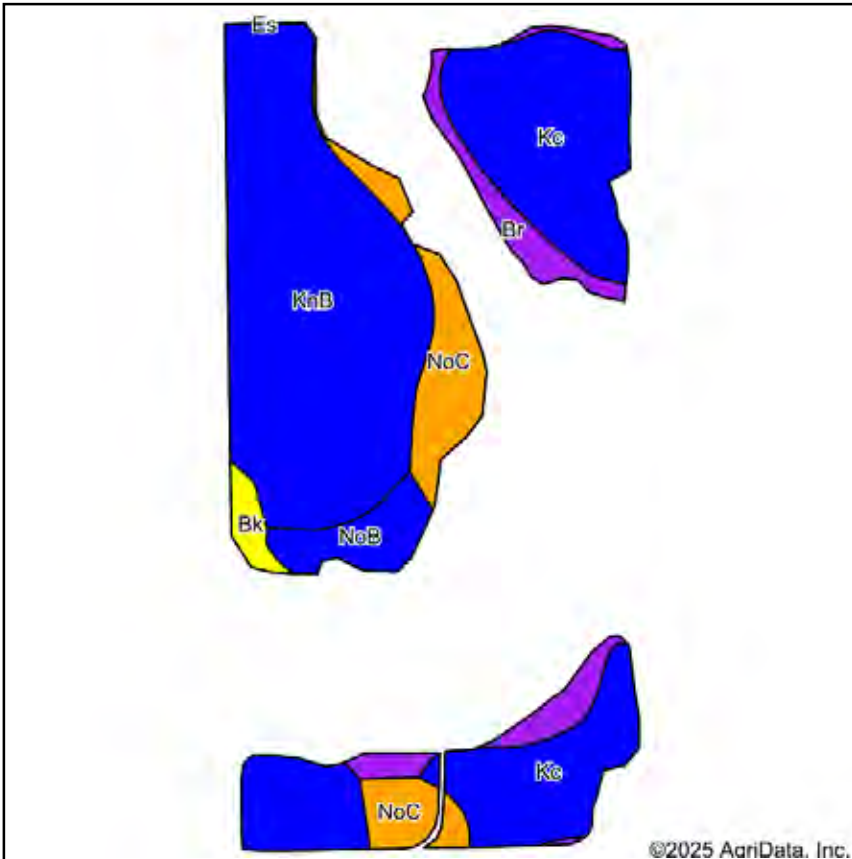 Es
Kc
Br
KnB
NoC
Bk
NoB
Kc
NoC
©2025 AgriData, Inc.